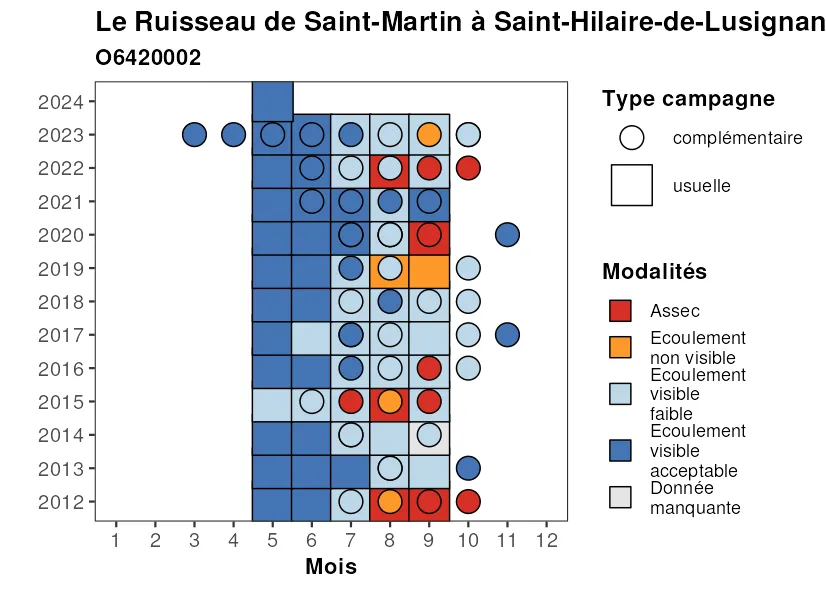 Le Ruisseau de Saint-Martin à Saint-Hilaire-de-Lusignan
O6420002
2024
2023
2022
2021
2020
2019
2018
2017
2016
2015
2014
2013
2012
1 2 3 4 5 6 7 8 9 10 11 12
Mois
Type campagne
complémentaire
usuelle
Modalités
Assec
Ecoulement
non visible
Ecoulement
visible
faible
Ecoulement
visible
acceptable
Donnée
manquante